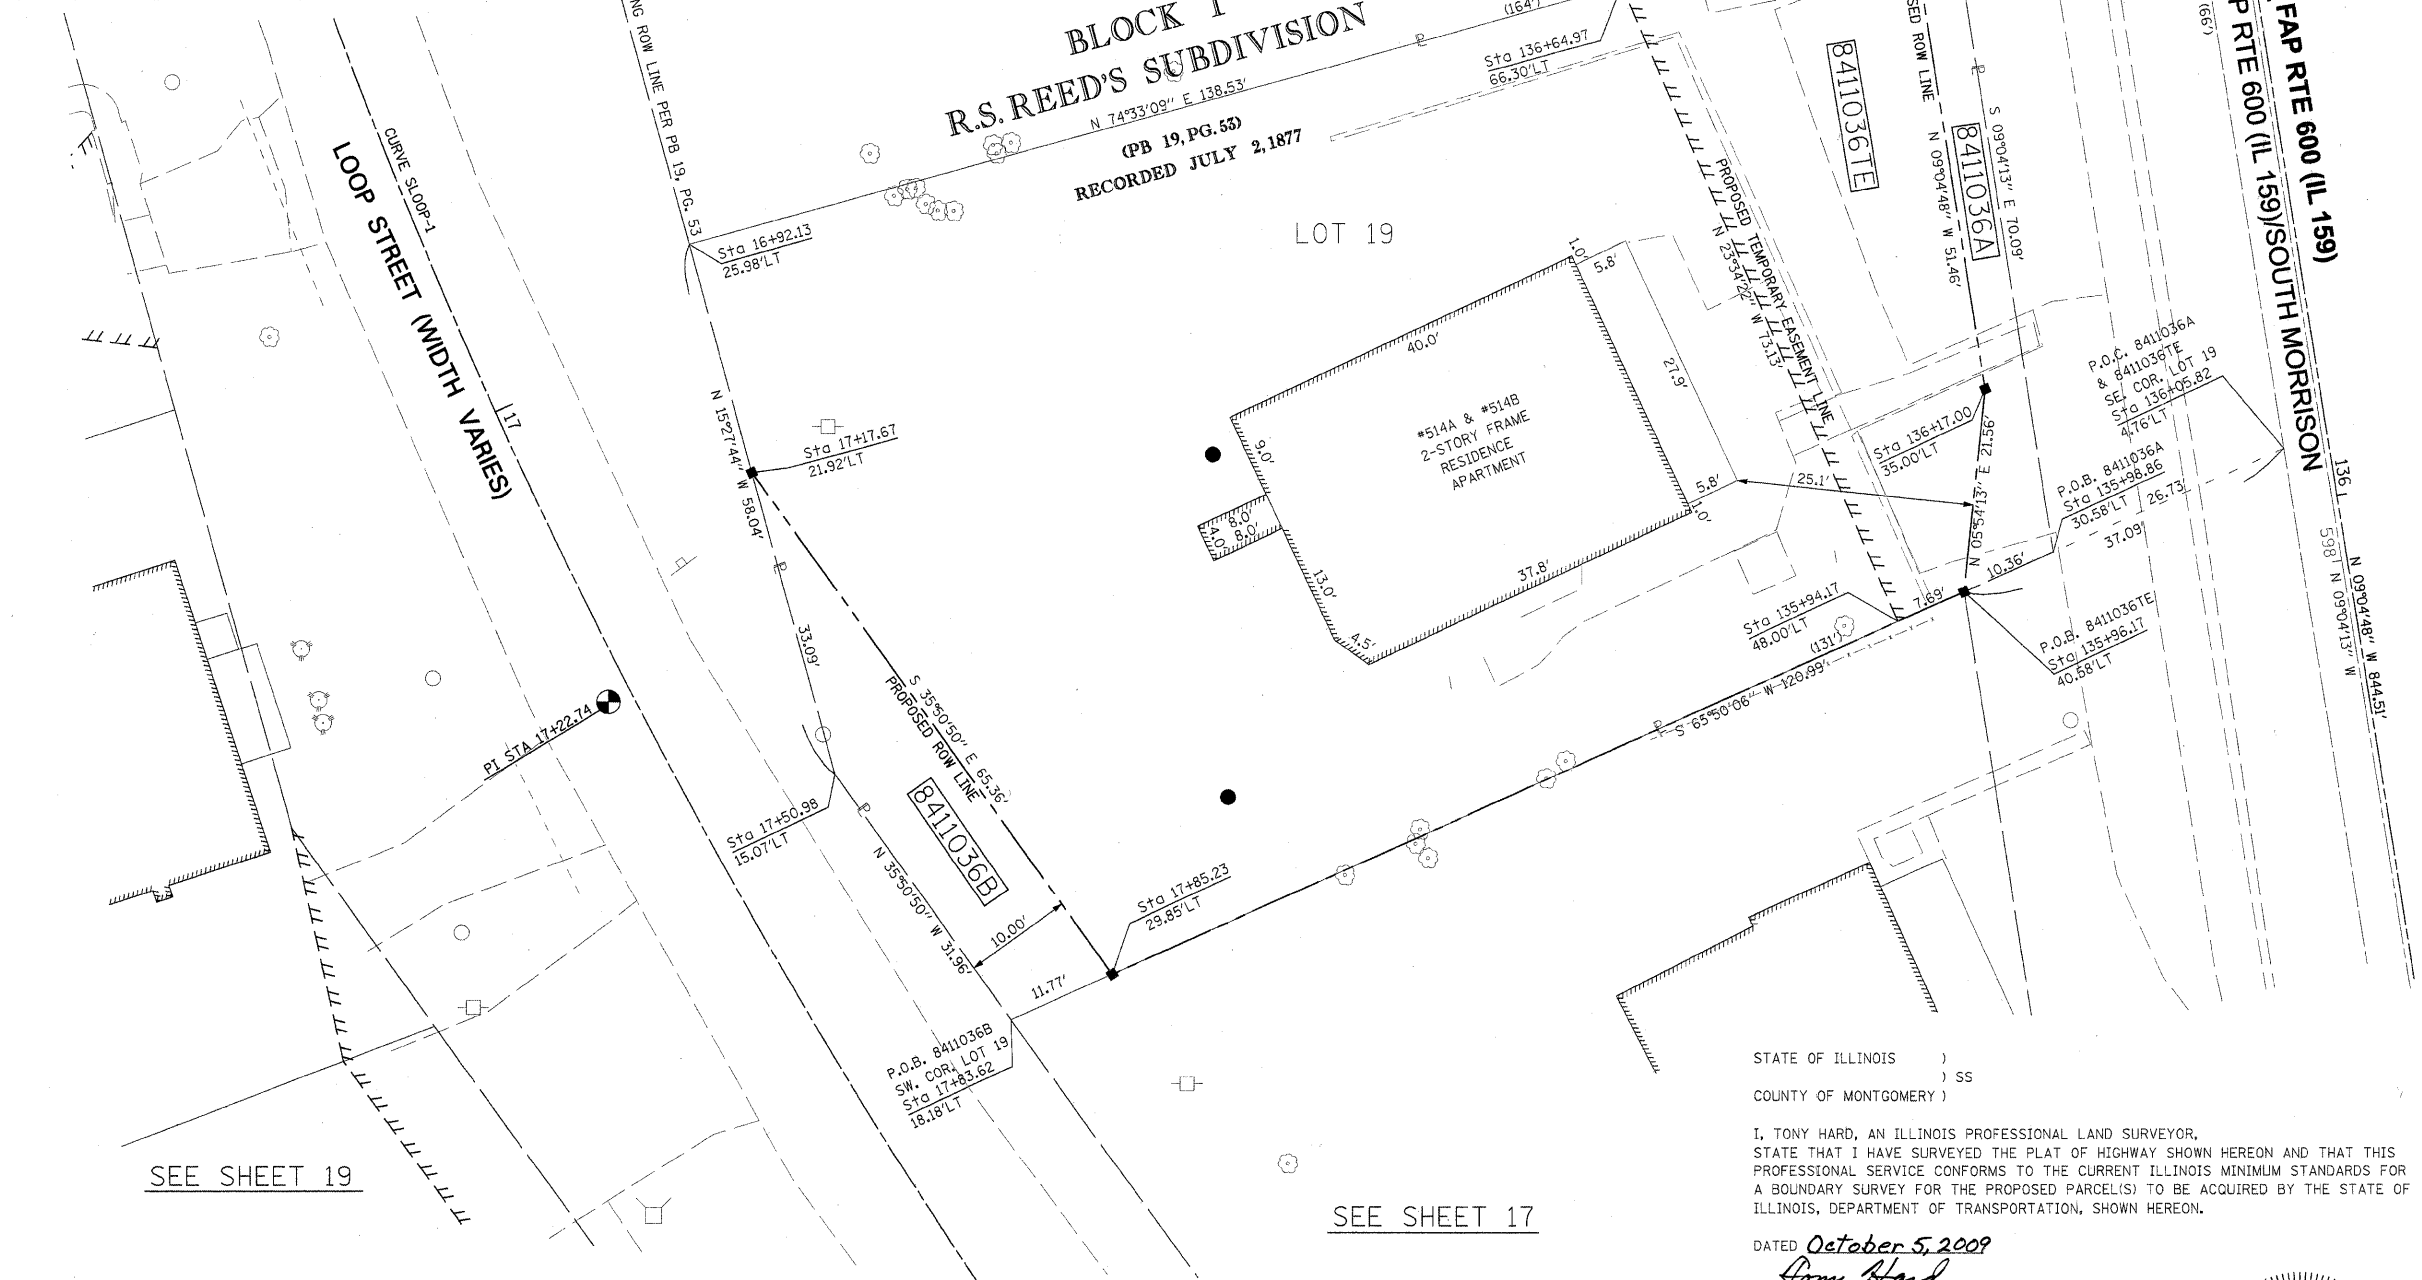 BLOCK 1
R.S. REED'S SUBDIVISION
N 74°33'09" E 138.53'
(PB 19, PG. 53)
RECORDED JULY 2, 1877
(164')
Sta 136+64.97
66.30'LT
ROW LINE PER PB 19, PG. 53
CURVE SLOOP-1
LOOP STREET (WIDTH VARIES)
17
Sta 16+92.13
25.98'LT
LOT 19
PROPOSED TEMPORARY EASEMENT LINE
N 23°34'22" W 73.13'
8411036TE
ROW LINE
N 09°04'48" W 51.46'
8411036A
S 09°04'13" E 70.09'
(66')
FAP RTE 600 (IL 159)
RTE 600 (IL 159)/SOUTH MORRISON
1.0'
5.8'
40.0'
27.9'
#514A & #514B
2-STORY FRAME
RESIDENCE
APARTMENT
9.0'
8.0'
4.0'
8.0'
13.0'
4.5'
37.8'
5.8'
1.0'
25.1'
N 15°27'44" W 58.04'
Sta 17+17.67
21.92'LT
33.09'
P.O.C. 8411036A
& 8411036TE
SE. COR. LOT 19
Sta 136+05.82
4.76'LT
Sta 136+17.00
35.00'LT
N 05°54'13" E 21.56'
P.O.B. 8411036A
Sta 135+98.86
30.58'LT
26.73'
37.09'
10.36'
7.69'
136
598
N 09°04'48" W 844.51'
N 09°04'13" W
Sta 135+94.17
48.00'LT
(131')
S 65°50'06" W 120.99'
P.O.B. 8411036TE
Sta 135+96.17
40.58'LT
PI STA 17+22.74
S 35°50'50" E 65.36'
PROPOSED ROW LINE
8411036B
Sta 17+50.98
15.07'LT
N 35°50'50" W 31.96'
10.00'
Sta 17+85.23
29.85'LT
11.77'
P.O.B. 8411036B
SW. COR. LOT 19
Sta 17+83.62
18.18'LT
SEE SHEET 19
SEE SHEET 17
STATE OF ILLINOIS )
) SS
COUNTY OF MONTGOMERY )
I, TONY HARD, AN ILLINOIS PROFESSIONAL LAND SURVEYOR,
STATE THAT I HAVE SURVEYED THE PLAT OF HIGHWAY SHOWN HEREON AND THAT THIS
PROFESSIONAL SERVICE CONFORMS TO THE CURRENT ILLINOIS MINIMUM STANDARDS FOR
A BOUNDARY SURVEY FOR THE PROPOSED PARCEL(S) TO BE ACQUIRED BY THE STATE OF
ILLINOIS, DEPARTMENT OF TRANSPORTATION, SHOWN HEREON.
DATED October 5, 2009
Tony Hard